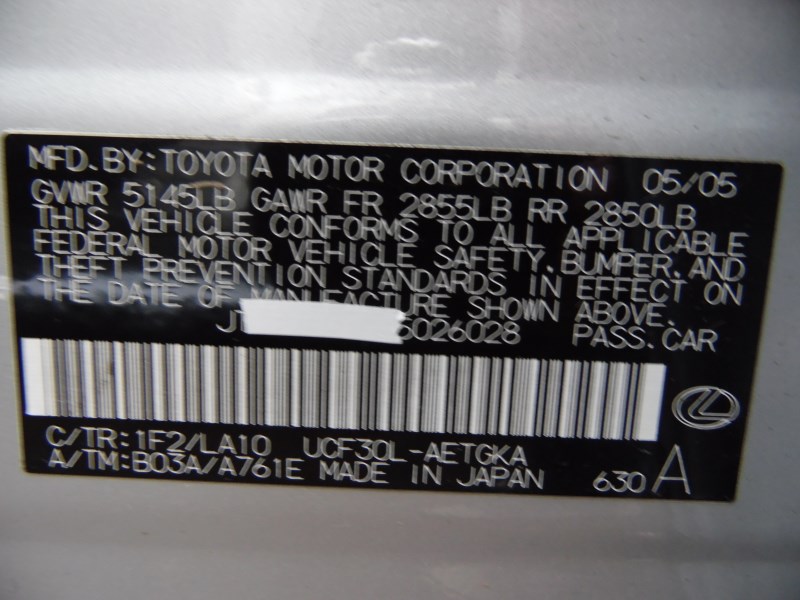 MFD. BY: TOYOTA MOTOR CORPORATION 05/05
GVWR 5145LB GAWR FR 2855LB RR 2850LB
THIS VEHICLE CONFORMS TO ALL APPLICABLE
FEDERAL MOTOR VEHICLE SAFETY, BUMPER, AND
THEFT PREVENTION STANDARDS IN EFFECT ON
THE DATE OF MANUFACTURE SHOWN ABOVE.
JT 5026028 PASS. CAR
C/TR: 1F2/LA10 UCF30L-AETGKA
A/TM: B03A/A761E MADE IN JAPAN 630 A